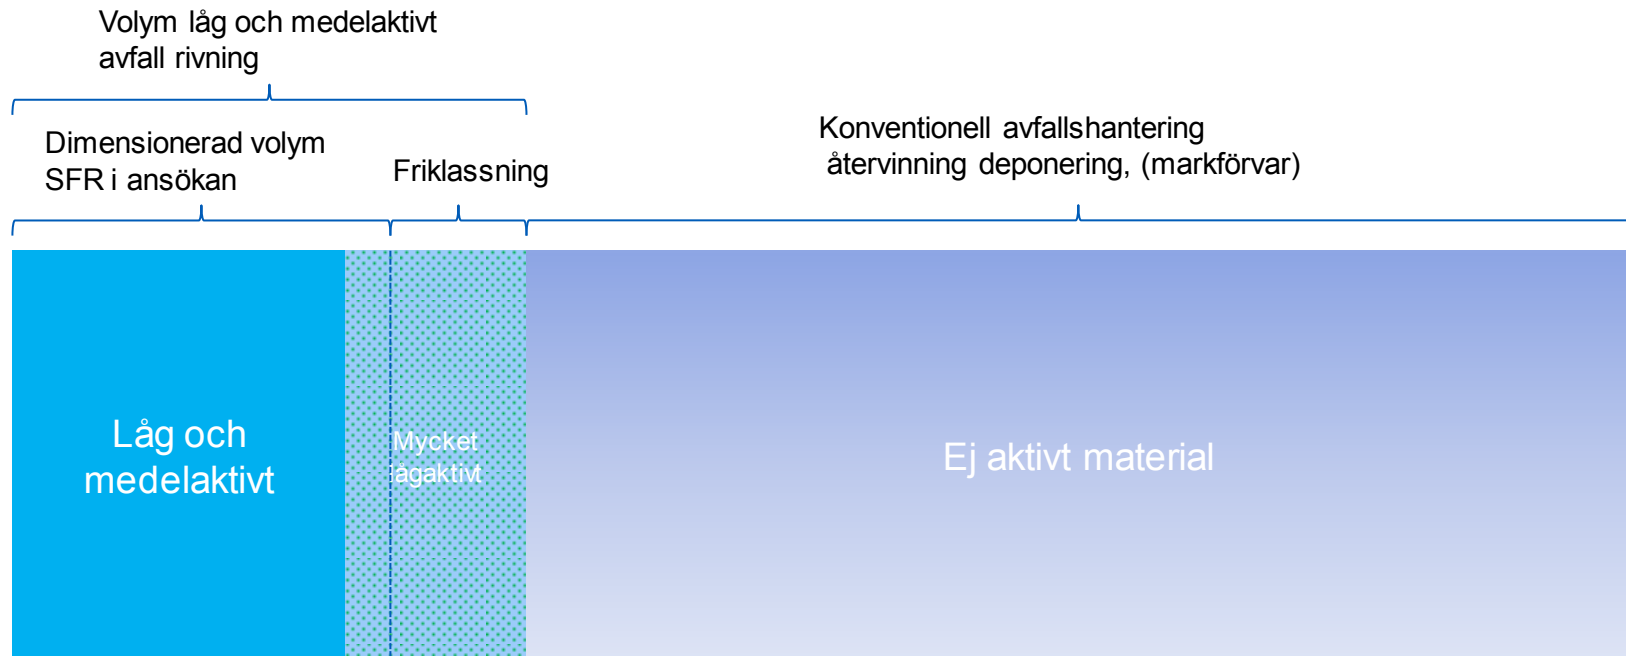 Volym låg och medelaktivt
avfall rivning
Dimensionerad volym
SFR i ansökan
Friklassning
Konventionell avfallshantering
återvinning deponering, (markförvar)
Låg och
medelaktivt
Mycket
lågaktivt
Ej aktivt material